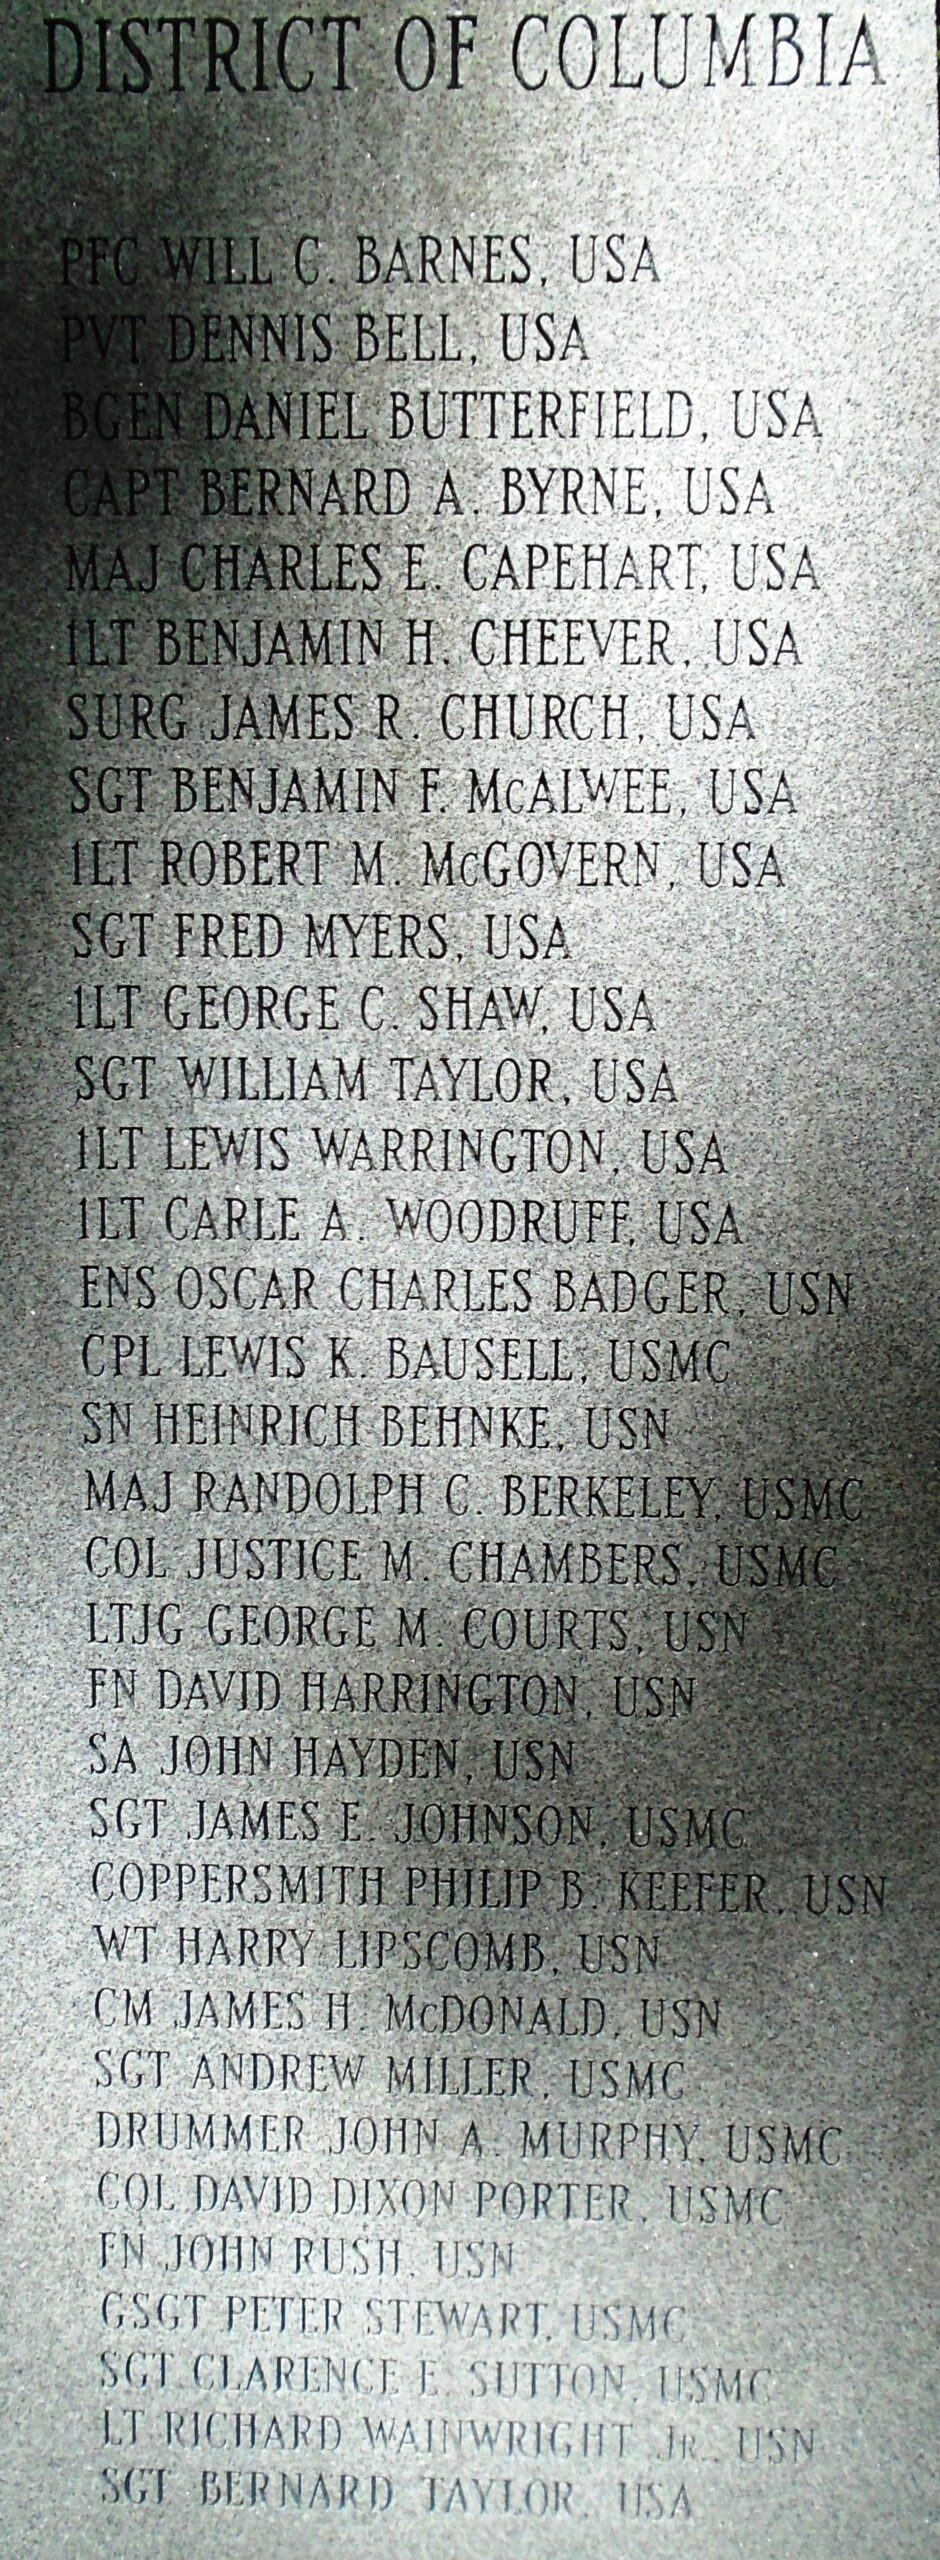 DISTRICT OF COLUMBIA
PFC WILL C. BARNES, USA
PVT DENNIS BELL, USA
BGEN DANIEL BUTTERFIELD, USA
CAPT BERNARD A. BYRNE, USA
MAJ CHARLES E. CAPEHART, USA
1LT BENJAMIN H. CHEEVER, USA
SURG JAMES R. CHURCH, USA
SGT BENJAMIN F. McALWEE, USA
1LT ROBERT M. McGOVERN, USA
SGT FRED MYERS, USA
1LT GEORGE C. SHAW, USA
SGT WILLIAM TAYLOR, USA
1LT LEWIS WARRINGTON, USA
1LT CARLE A. WOODRUFF, USA
ENS OSCAR CHARLES BADGER, USN
CPL LEWIS K. BAUSELL, USMC
SN HEINRICH BEHNKE, USN
MAJ RANDOLPH C. BERKELEY, USMC
COL JUSTICE M. CHAMBERS, USMC
LTJG GEORGE M. COURTS, USN
FN DAVID HARRINGTON, USN
SA JOHN HAYDEN, USN
SGT JAMES E. JOHNSON, USMC
COPPERSMITH PHILIP B. KEEFER, USN
WT HARRY LIPSCOMB, USN
CM JAMES H. McDONALD, USN
SGT ANDREW MILLER, USMC
DRUMMER JOHN A. MURPHY, USMC
COL DAVID DIXON PORTER, USMC
FN JOHN RUSH, USN
GSGT PETER STEWART, USMC
SGT CLARENCE E. SUTTON, USMC
LT RICHARD WAINWRIGHT Jr., USN
SGT BERNARD TAYLOR, USA